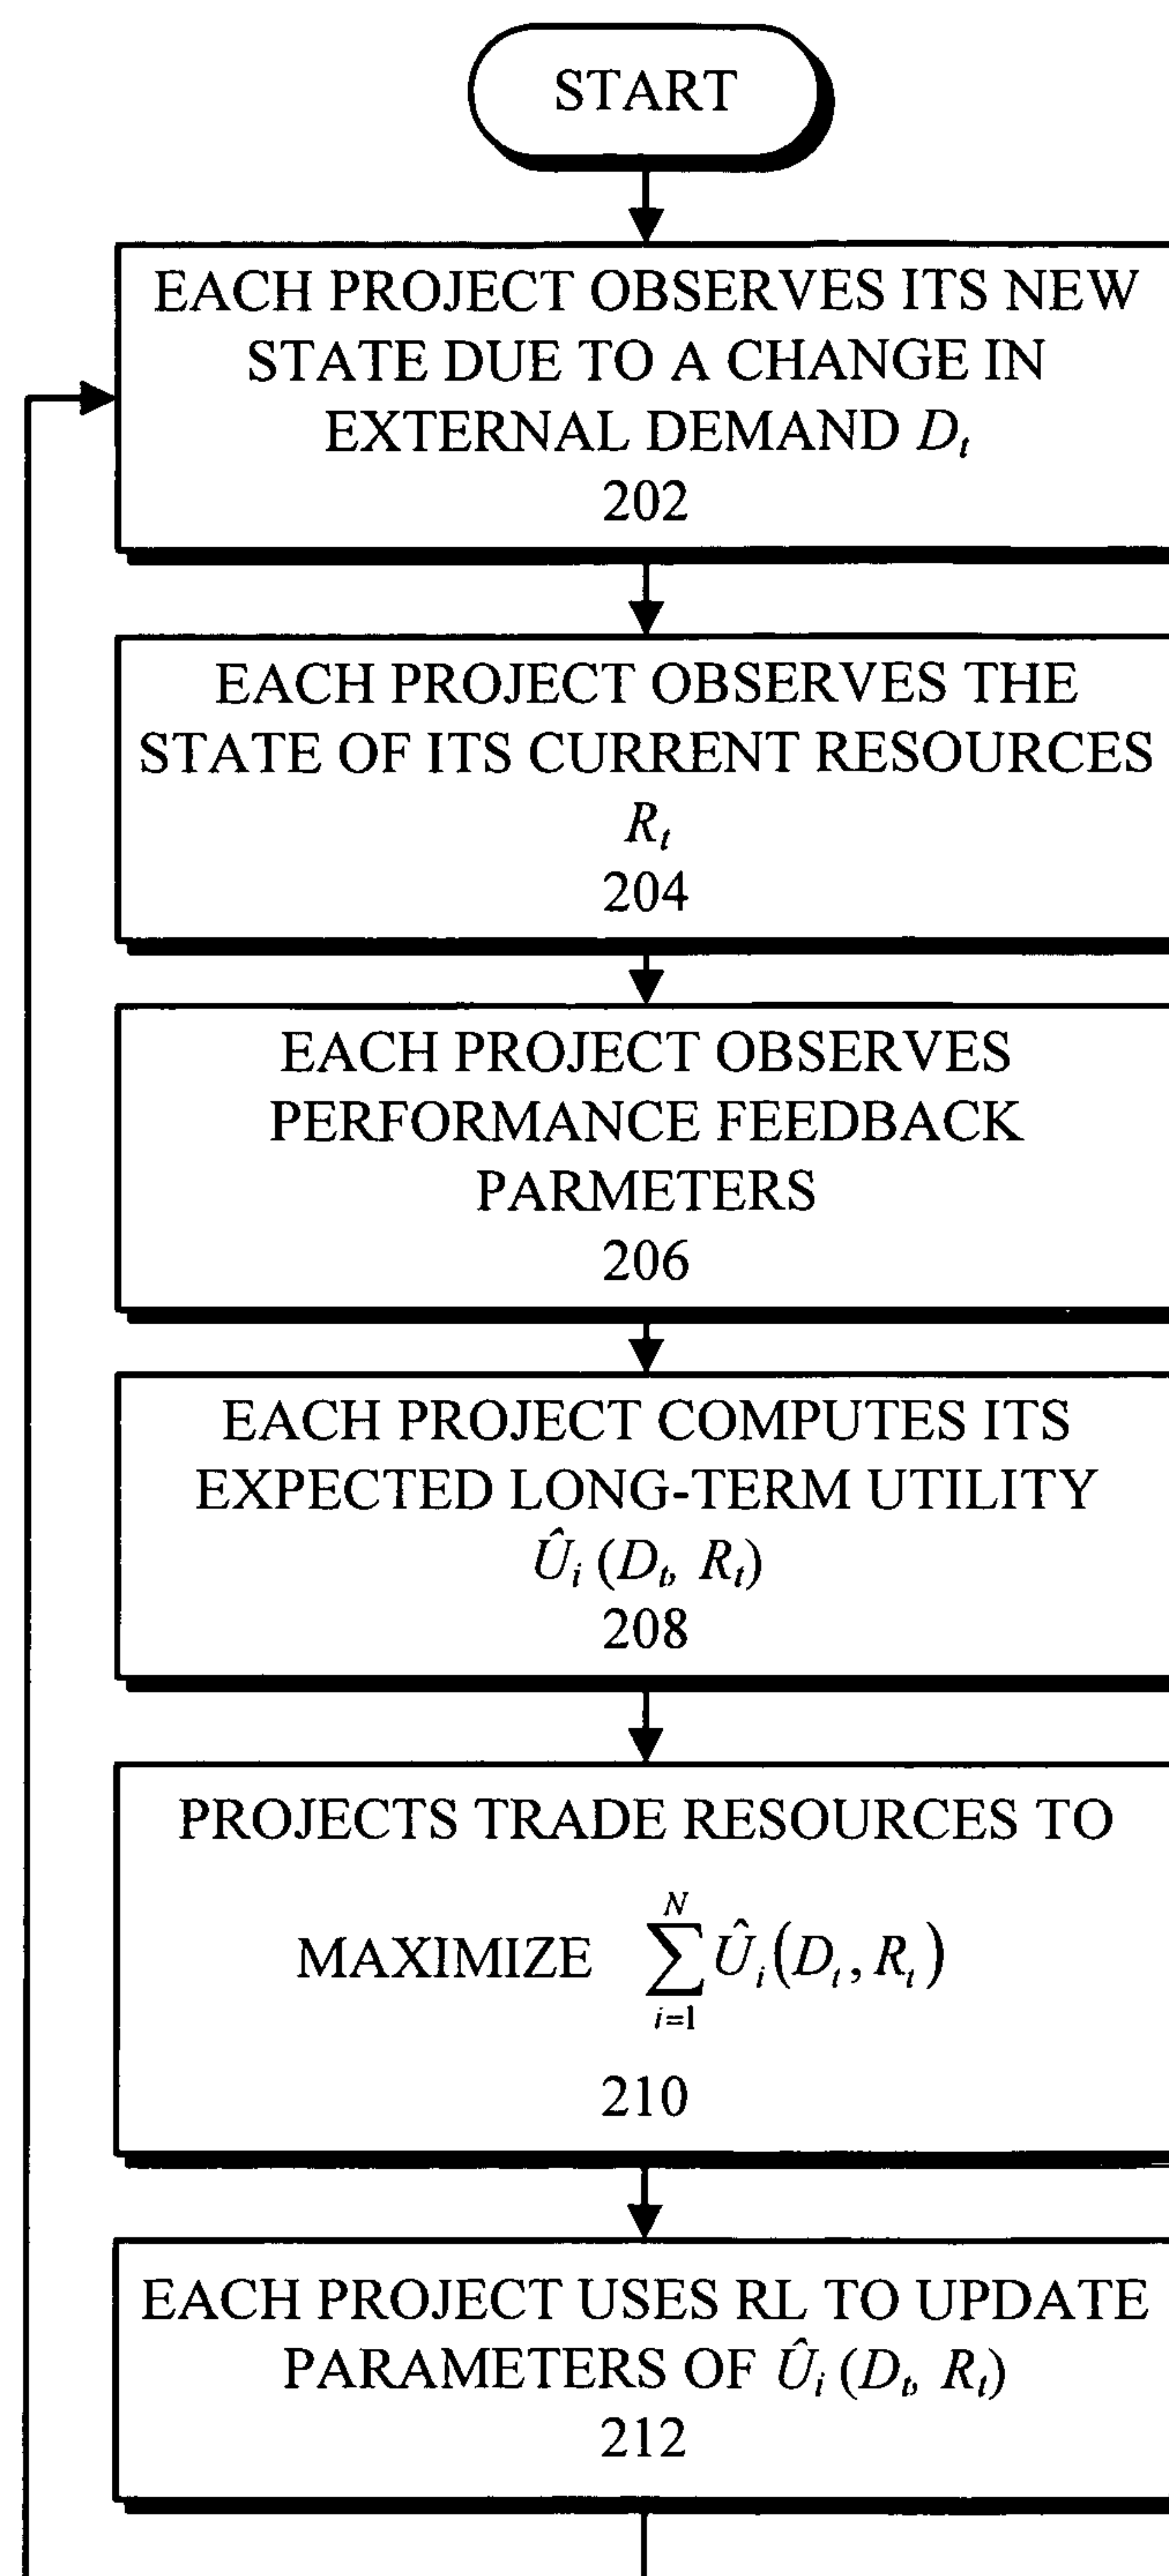 START
EACH PROJECT OBSERVES ITS NEW
STATE DUE TO A CHANGE IN
EXTERNAL DEMAND Dₜ
202
EACH PROJECT OBSERVES THE
STATE OF ITS CURRENT RESOURCES
Rₜ
204
EACH PROJECT OBSERVES
PERFORMANCE FEEDBACK
PARMETERS
206
EACH PROJECT COMPUTES ITS
EXPECTED LONG-TERM UTILITY
Ûᵢ (Dₜ, Rₜ)
208
PROJECTS TRADE RESOURCES TO
MAXIMIZE ∑ᵢ₌₁ᴺ Ûᵢ(Dₜ, Rₜ)
210
EACH PROJECT USES RL TO UPDATE
PARAMETERS OF Ûᵢ (Dₜ, Rₜ)
212